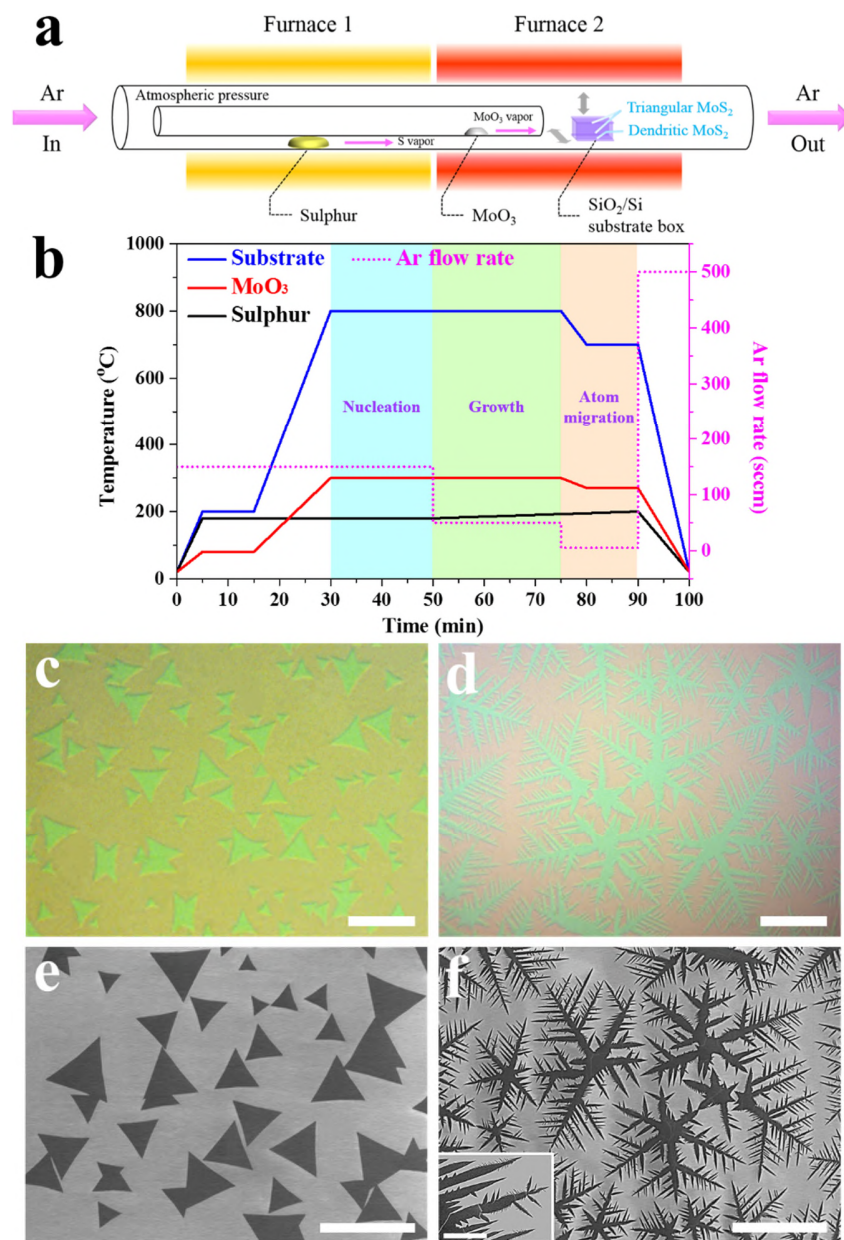 a
Furnace 1
Furnace 2
Ar
In
Atmospheric pressure
MoO₃ vapor
S vapor
Triangular MoS₂
Dendritic MoS₂
Ar
Out
Sulphur
MoO₃
SiO₂/Si
substrate box
b
Substrate
MoO₃
Sulphur
Ar flow rate
Nucleation
Growth
Atom
migration
Temperature (°C)
1000
800
600
400
200
0
0 10 20 30 40 50 60 70 80 90 100
Time (min)
500
400
300
200
100
0
Ar flow rate (sccm)
c
d
e
f